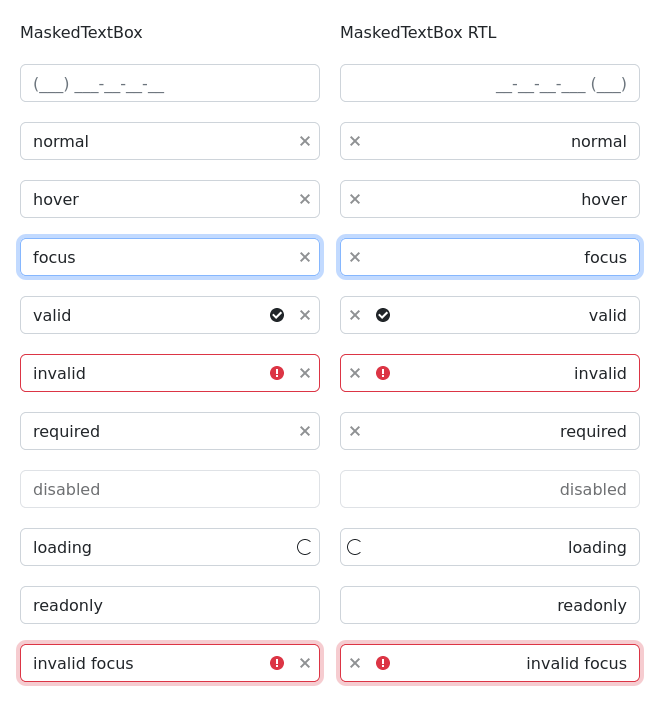 MaskedTextBox
(___) ___-__-__-__
normal
hover
focus
valid
invalid
required
disabled
loading
readonly
invalid focus
MaskedTextBox RTL
__-__-__-___ (___)
normal
hover
focus
valid
invalid
required
disabled
loading
readonly
invalid focus